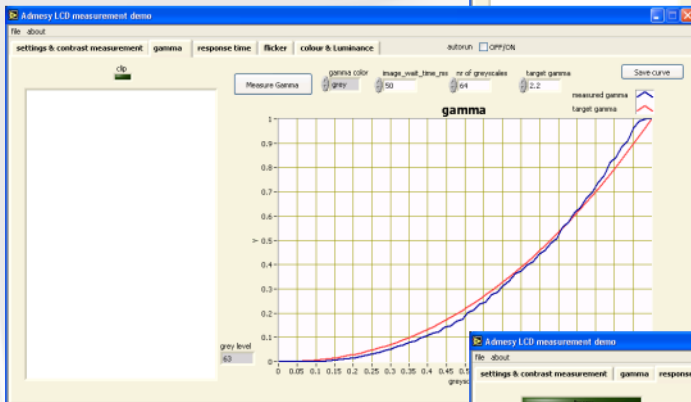 Admesy LCD measurement demo
file about
settings & contrast measurement gamma response time flicker colour & Luminance autorun OFF/ON
clip
Measure Gamma
gamma color image_wait_time_ms nr of greyscales target gamma
grey 50 64 2.2
Save curve
measured gamma
target gamma
gamma
1
0.9
0.8
0.7
0.6
Y 0.5
0.4
0.3
0.2
0.1
0
grey level
63
0 0.05 0.1 0.15 0.2 0.25 0.3 0.35 0.4 0.45 0.5
greysc
Admesy LCD measurement demo
file about
settings & contrast measurement gamma response